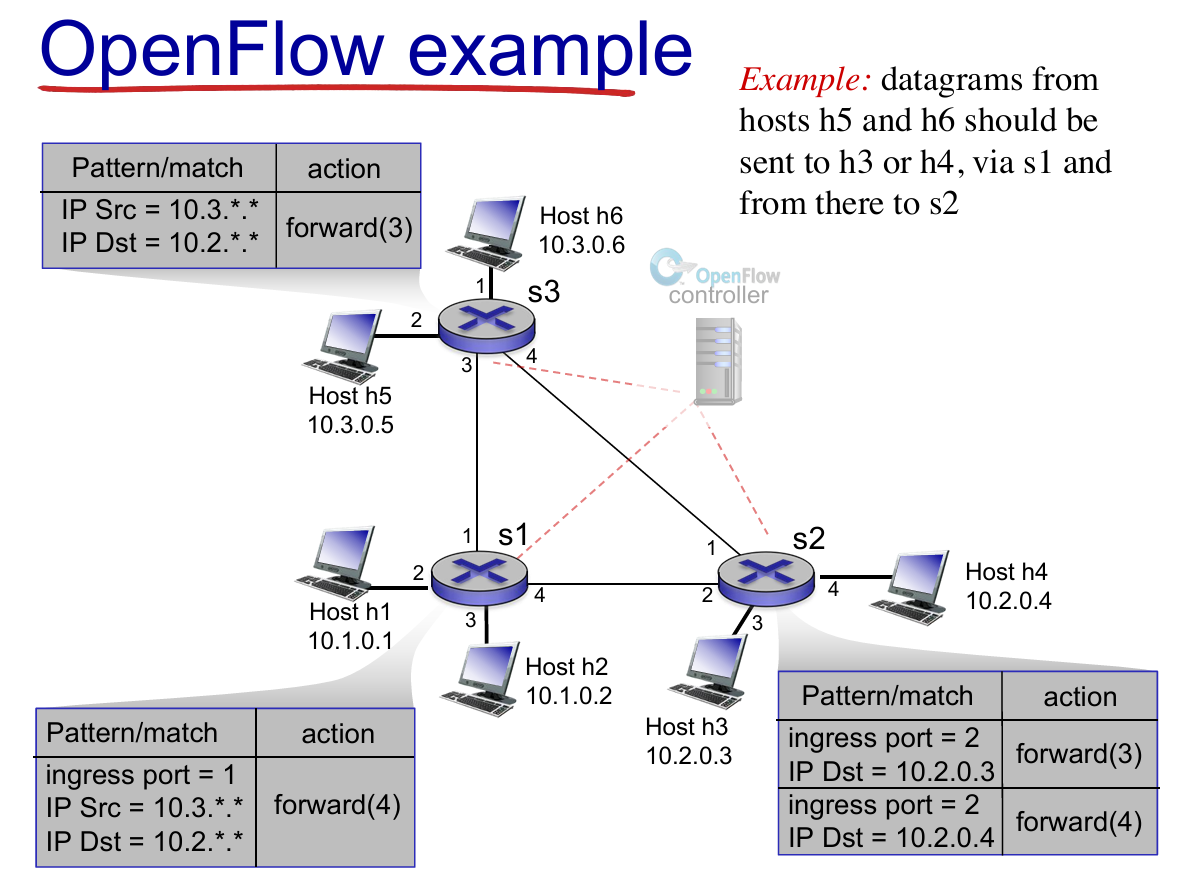 OpenFlow example
Example: datagrams from
hosts h5 and h6 should be
sent to h3 or h4, via s1 and
from there to s2
Pattern/match action
IP Src = 10.3.*.*
IP Dst = 10.2.*.*
forward(3)
Host h6
10.3.0.6
OpenFlow
controller
1
s3
2
3
4
Host h5
10.3.0.5
1
s1
2
3
4
Host h1
10.1.0.1
Host h2
10.1.0.2
1
s2
2
3
4
Host h4
10.2.0.4
Host h3
10.2.0.3
Pattern/match action
ingress port = 1
IP Src = 10.3.*.*
IP Dst = 10.2.*.*
forward(4)
Pattern/match action
ingress port = 2
IP Dst = 10.2.0.3
forward(3)
ingress port = 2
IP Dst = 10.2.0.4
forward(4)